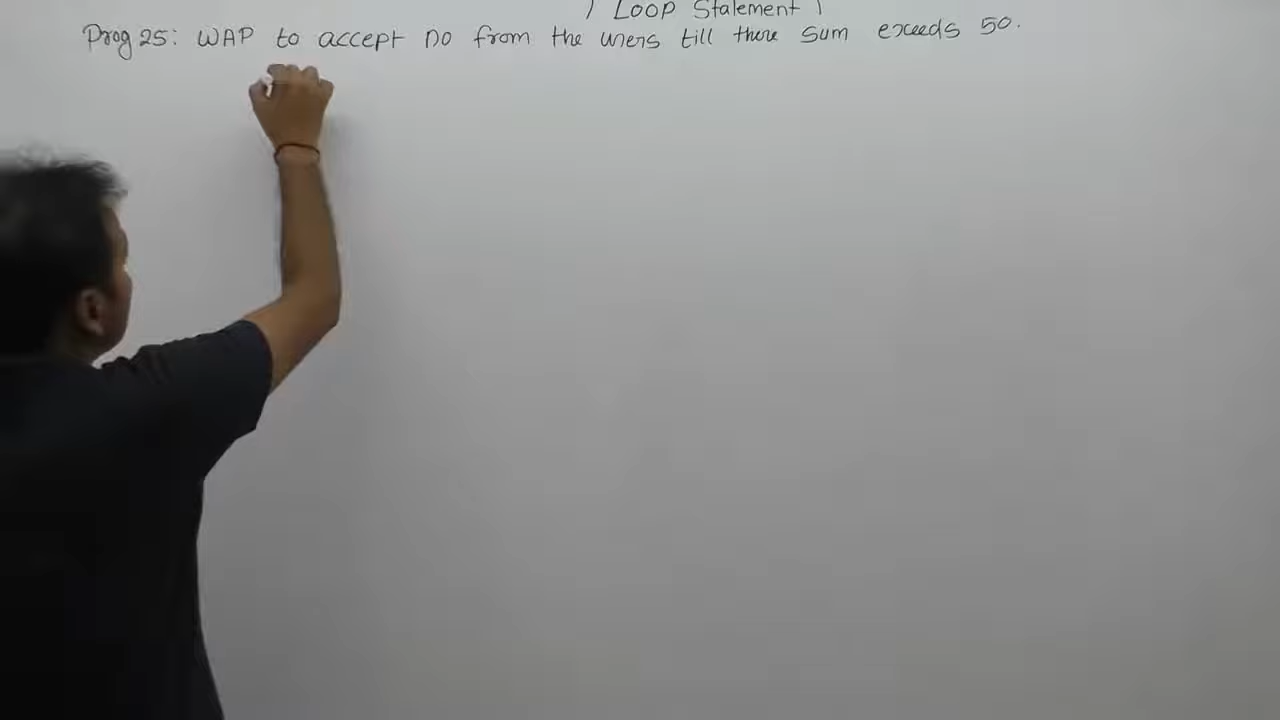 Loop Statement
Prog 25: WAP to accept no from the users till there sum exceeds 50.